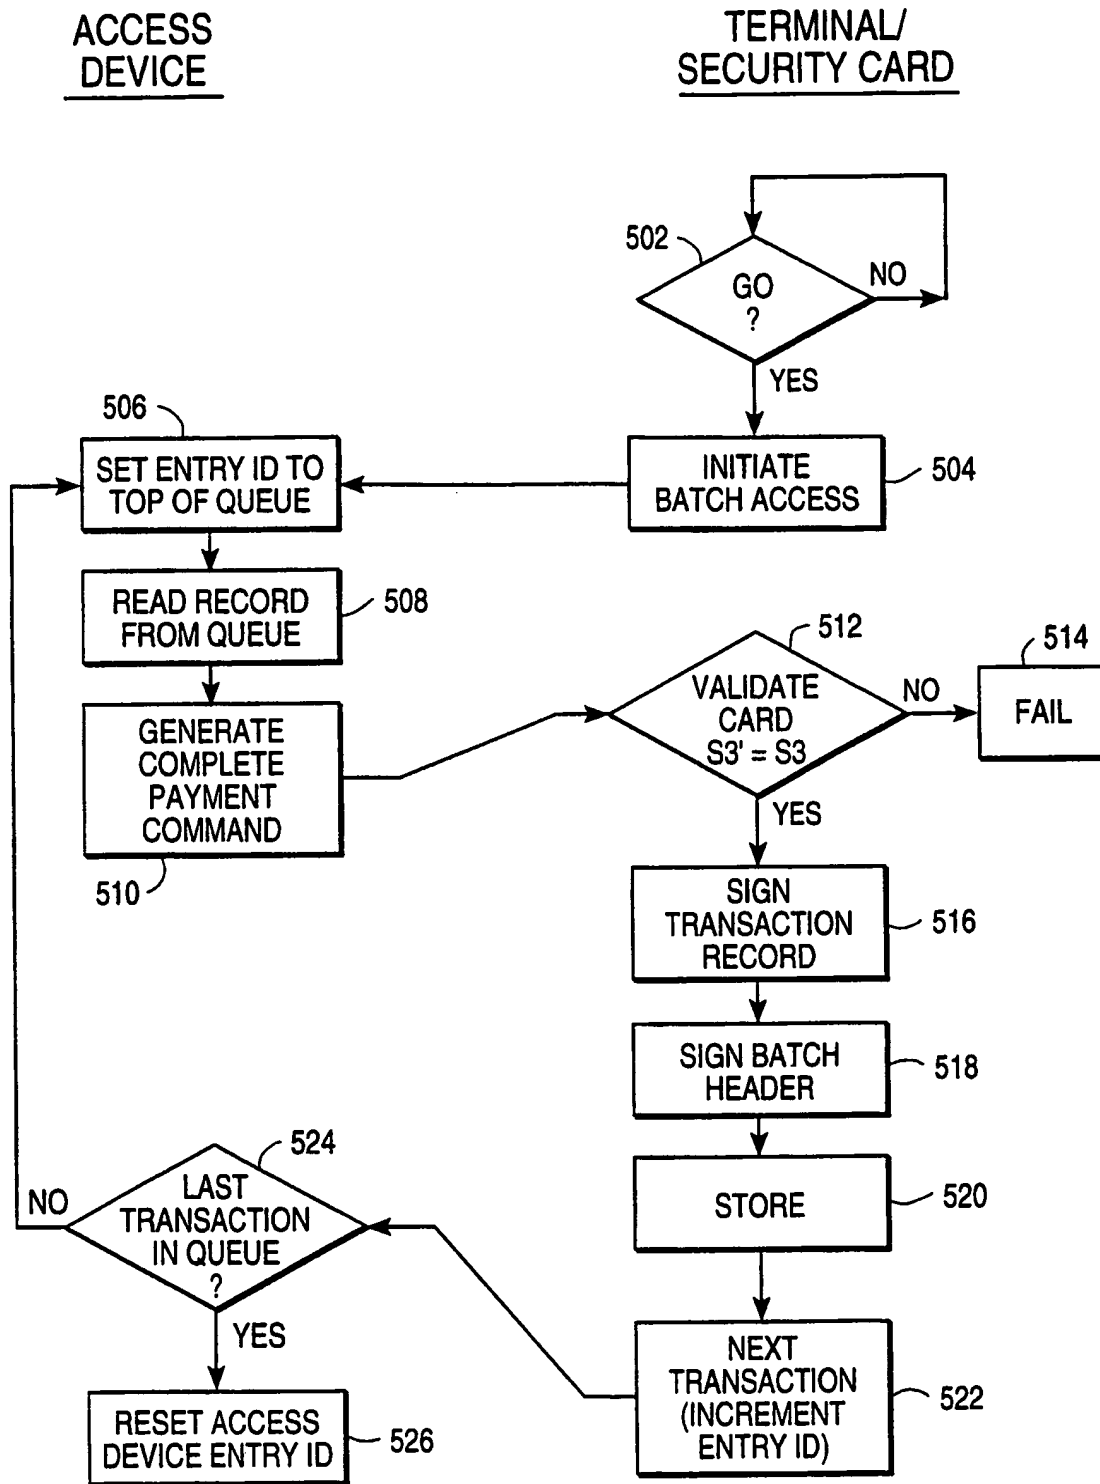 ACCESS
DEVICE
TERMINAL/
SECURITY CARD
502
GO
?
NO
YES
506
SET ENTRY ID TO
TOP OF QUEUE
INITIATE
BATCH ACCESS
504
READ RECORD
FROM QUEUE
508
GENERATE
COMPLETE
PAYMENT
COMMAND
510
512
VALIDATE
CARD
S3' = S3
NO
514
FAIL
YES
SIGN
TRANSACTION
RECORD
516
SIGN BATCH
HEADER
518
STORE
520
524
LAST
TRANSACTION
IN QUEUE
?
NO
YES
NEXT
TRANSACTION
(INCREMENT
ENTRY ID)
522
RESET ACCESS
DEVICE ENTRY ID
526